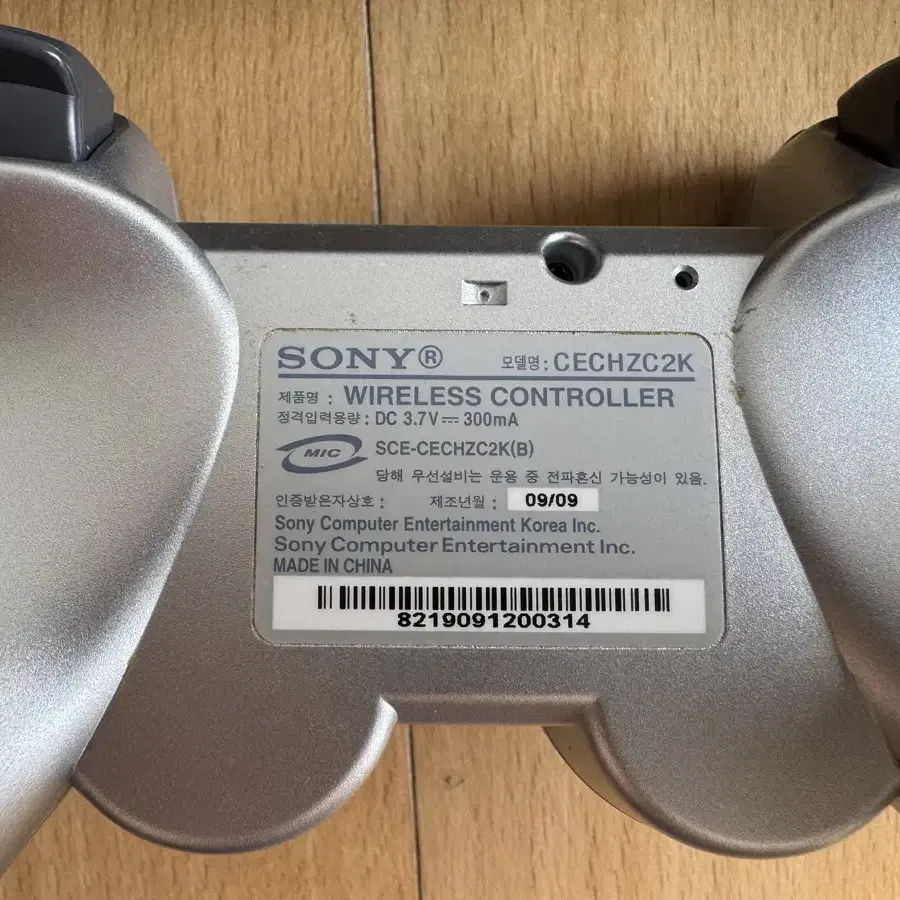 SONY® 모델명 : CECHZC2K
제품명 : WIRELESS CONTROLLER
정격입력용량 : DC 3.7V⎓ 300mA
MIC SCE-CECHZC2K(B)
당해 무선설비는 운용 중 전파혼신 가능성이 있음.
인증받은자상호 : 제조년월 : 09/09
Sony Computer Entertainment Korea Inc.
Sony Computer Entertainment Inc.
MADE IN CHINA
8219091200314